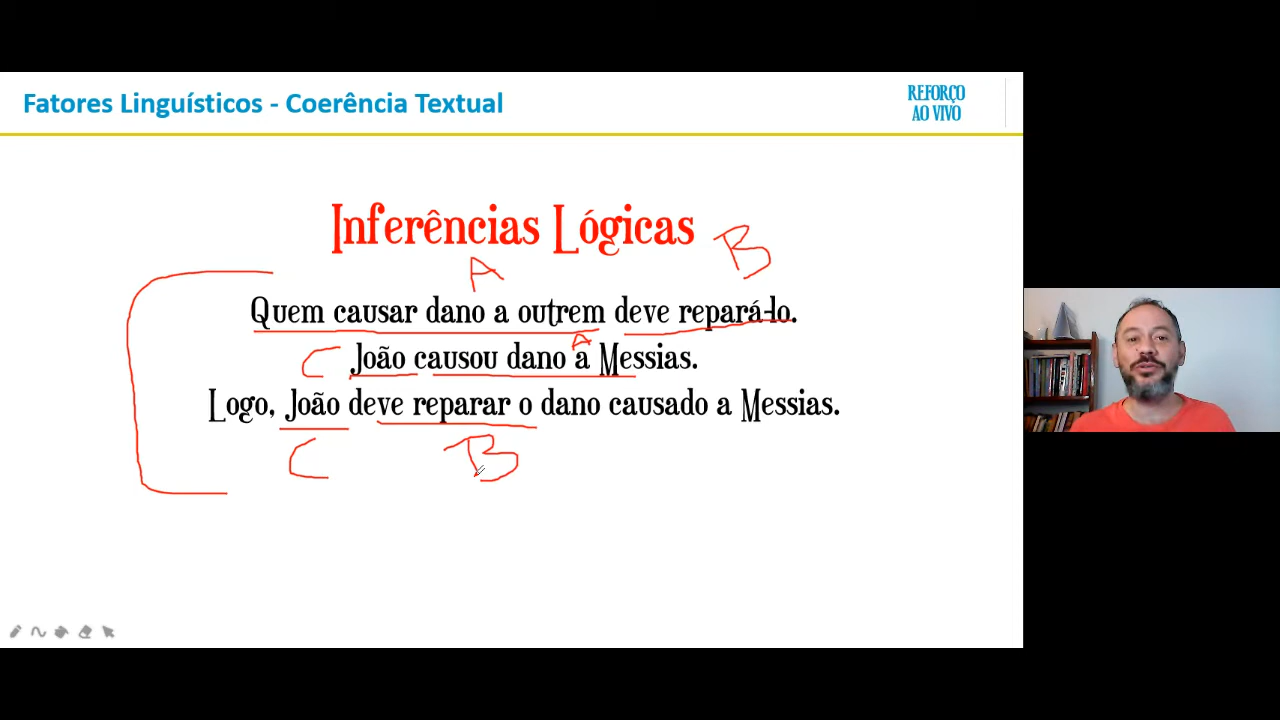 Fatores Linguísticos - Coerência Textual
REFORÇO
AO VIVO
Inferências Lógicas
B
A
Quem causar dano a outrem deve repará-lo.
A
C João causou dano a Messias.
Logo, João deve reparar o dano causado a Messias.
C B